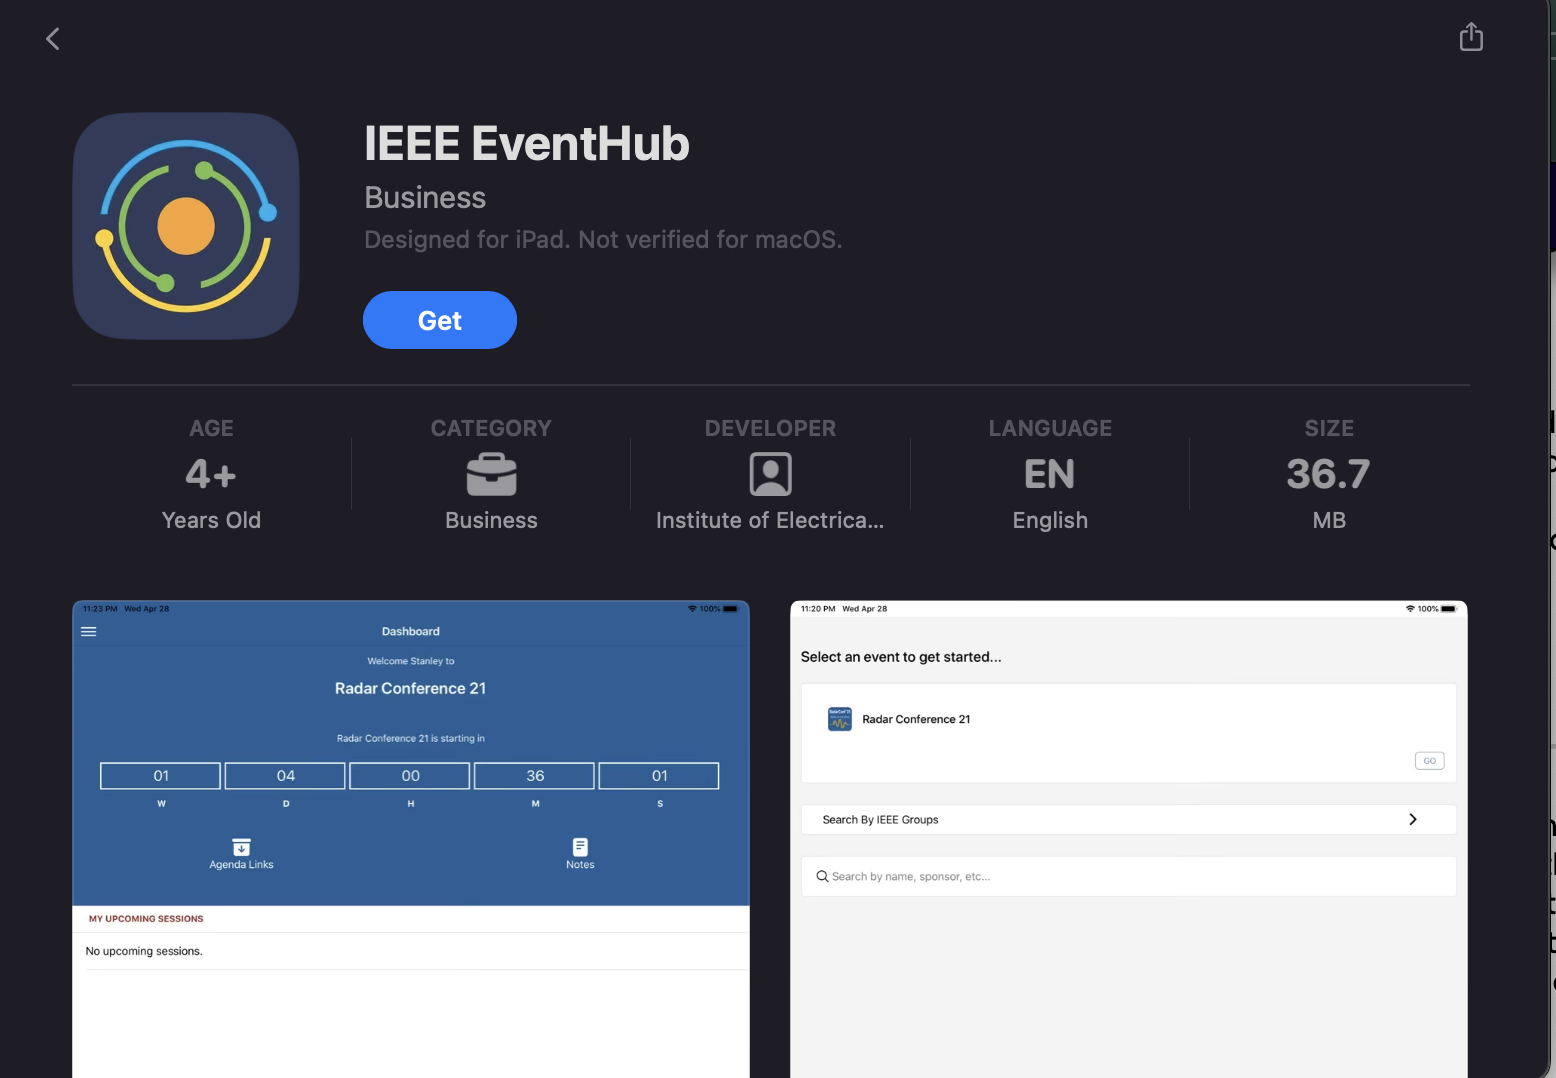 IEEE EventHub
Business
Designed for iPad. Not verified for macOS.
Get
AGE
4+
Years Old
CATEGORY
Business
DEVELOPER
Institute of Electrica...
LANGUAGE
EN
English
SIZE
36.7
MB
11:23 PM Wed Apr 28
100%
Dashboard
Welcome Stanley to
Radar Conference 21
Radar Conference 21 is starting in
01 04 00 36 01
W D H M S
Agenda Links
Notes
MY UPCOMING SESSIONS
No upcoming sessions.
11:20 PM Wed Apr 28
100%
Select an event to get started...
Radar Conference 21
GO
Search By IEEE Groups
Search by name, sponsor, etc...